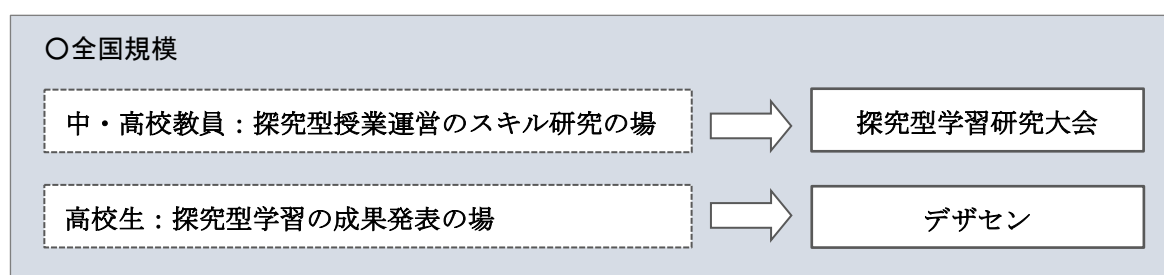 〇全国規模
中・高校教員：探究型授業運営のスキル研究の場
探究型学習研究大会
高校生：探究型学習の成果発表の場
デザセン